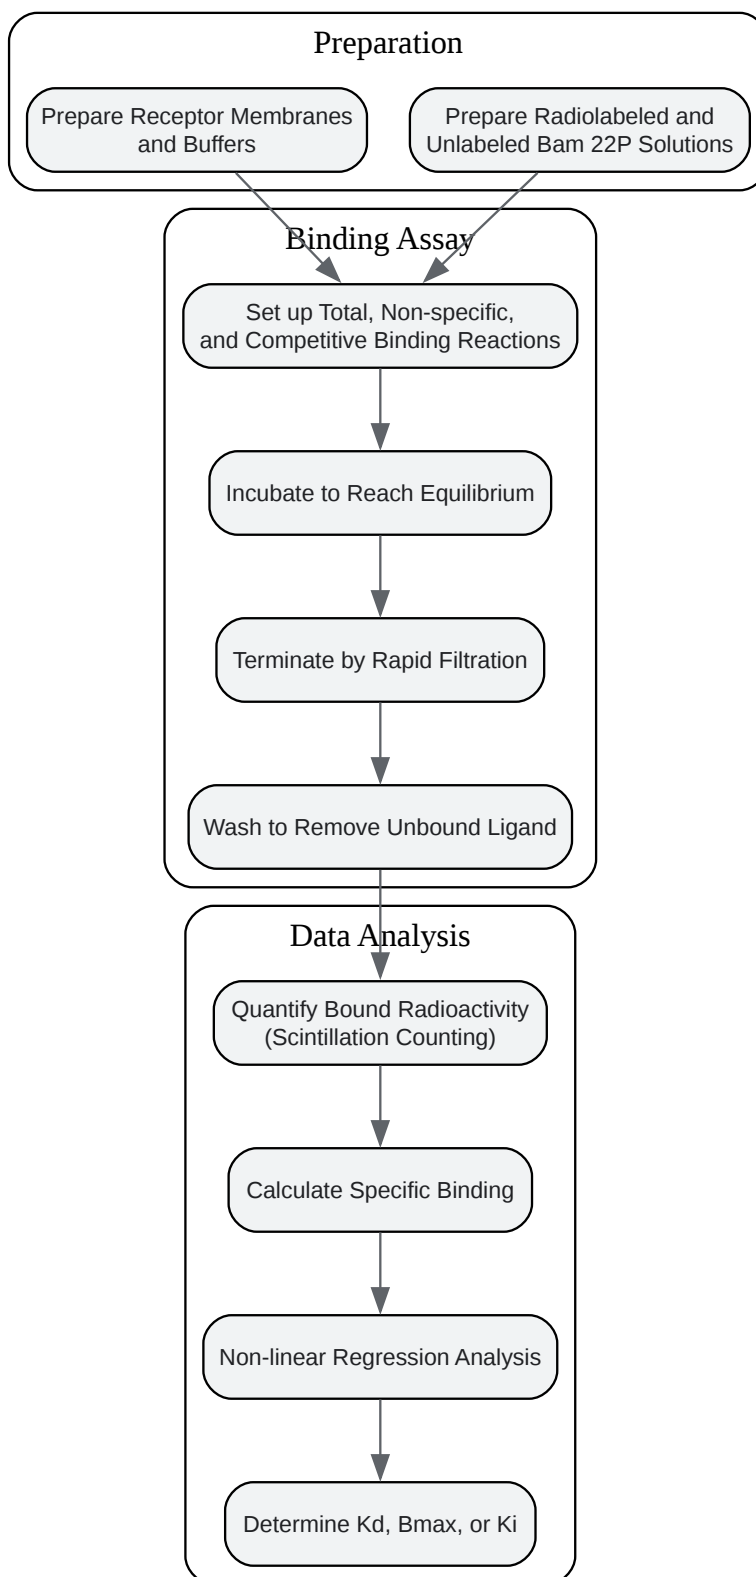 Preparation
Prepare Receptor Membranes
and Buffers
Prepare Radiolabeled and
Unlabeled Bam 22P Solutions
Binding Assay
Set up Total, Non-specific,
and Competitive Binding Reactions
Incubate to Reach Equilibrium
Terminate by Rapid Filtration
Wash to Remove Unbound Ligand
Data Analysis
Quantify Bound Radioactivity
(Scintillation Counting)
Calculate Specific Binding
Non-linear Regression Analysis
Determine Kd, Bmax, or Ki